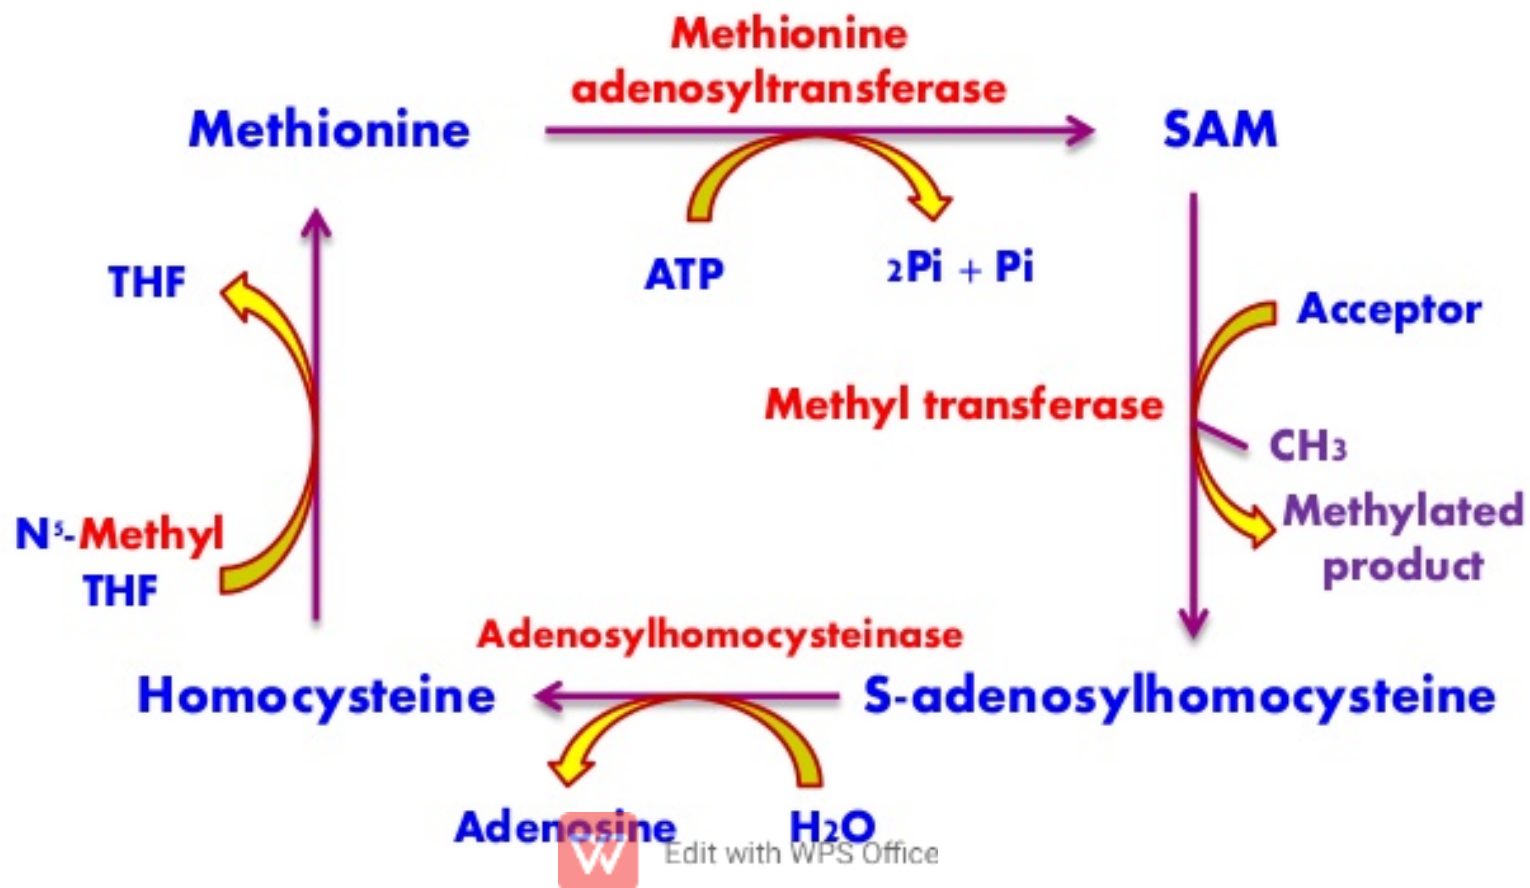 Methionine
adenosyltransferase
Methionine
SAM
THF
ATP
₂Pi + Pi
Acceptor
Methyl transferase
CH₃
N⁵-Methyl
THF
Methylated
product
Adenosylhomocysteinase
Homocysteine
S-adenosylhomocysteine
Adenosine
H₂O
W
Edit with WPS Office